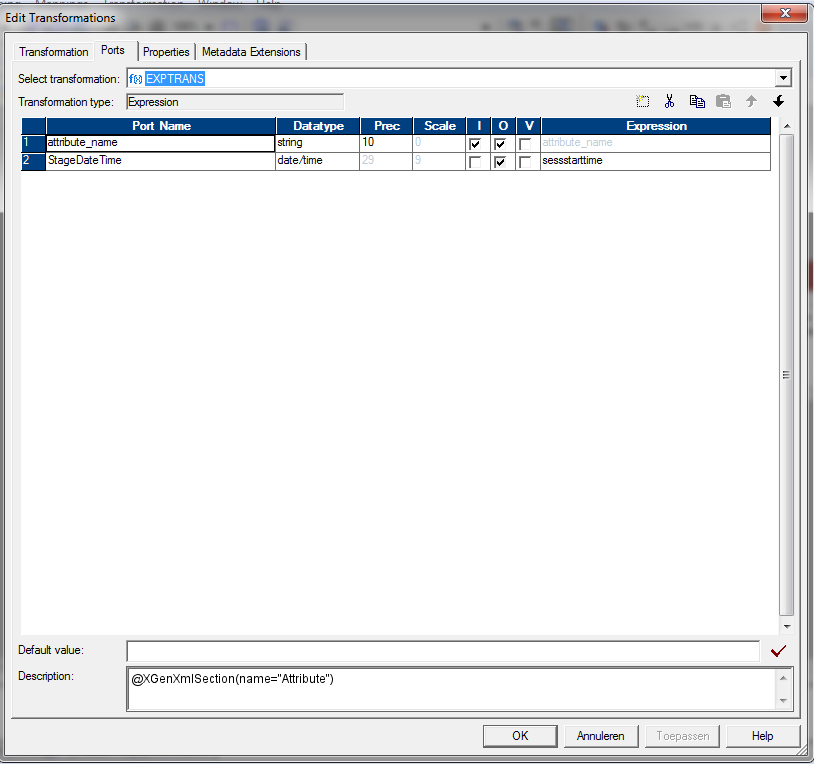 Edit Transformations
Transformation Ports Properties Metadata Extensions
Select transformation: f(x) EXPTRANS
Transformation type: Expression
Port Name Datatype Prec Scale I O V Expression
1 attribute_name string 10 0 attribute_name
2 StageDateTime date/time 29 9 sessstarttime
Default value:
Description: @XGenXmlSection(name="Attribute")
OK Annuleren Toepassen Help